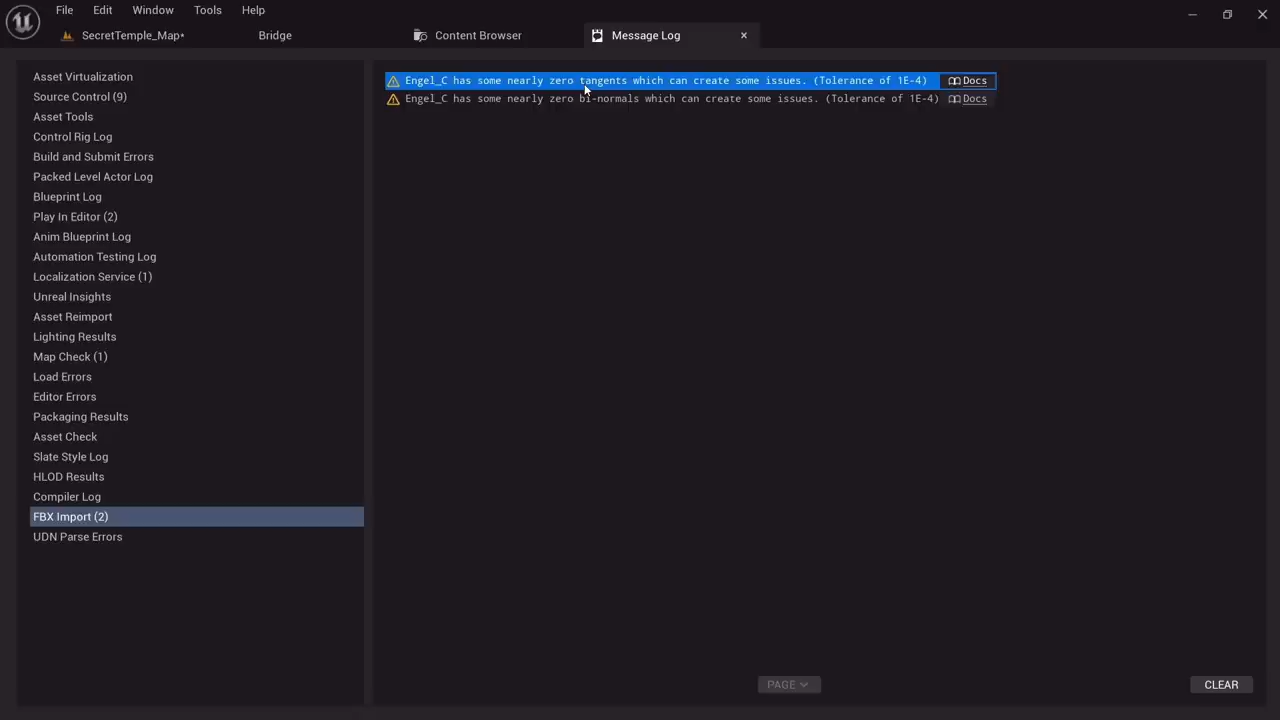 File Edit Window Tools Help
SecretTemple_Map* Bridge Content Browser Message Log
Asset Virtualization
Source Control (9)
Asset Tools
Control Rig Log
Build and Submit Errors
Packed Level Actor Log
Blueprint Log
Play In Editor (2)
Anim Blueprint Log
Automation Testing Log
Localization Service (1)
Unreal Insights
Asset Reimport
Lighting Results
Map Check (1)
Load Errors
Editor Errors
Packaging Results
Asset Check
Slate Style Log
HLOD Results
Compiler Log
FBX Import (2)
UDN Parse Errors
Engel_C has some nearly zero tangents which can create some issues. (Tolerance of 1E-4) Docs
Engel_C has some nearly zero bi-normals which can create some issues. (Tolerance of 1E-4) Docs
PAGE
CLEAR